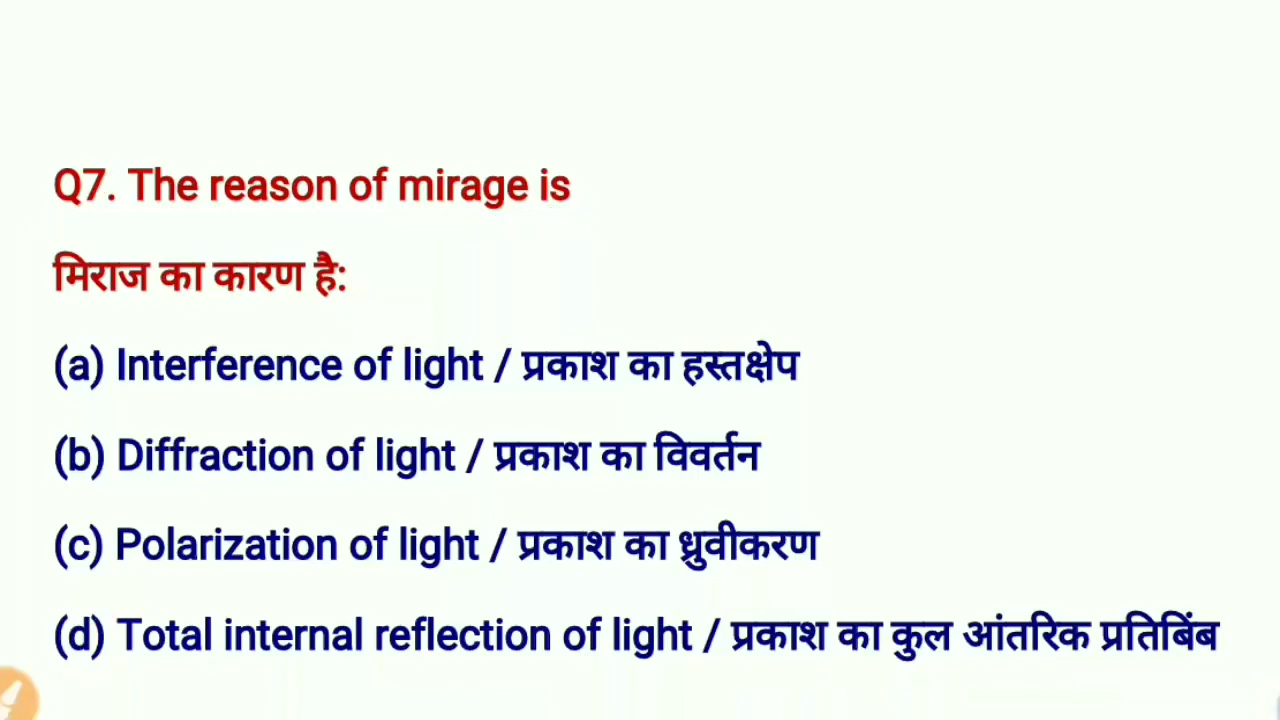 Q7. The reason of mirage is
मिराज का कारण है:
(a) Interference of light / प्रकाश का हस्तक्षेप
(b) Diffraction of light / प्रकाश का विवर्तन
(c) Polarization of light / प्रकाश का ध्रुवीकरण
(d) Total internal reflection of light / प्रकाश का कुल आंतरिक प्रतिबिंब